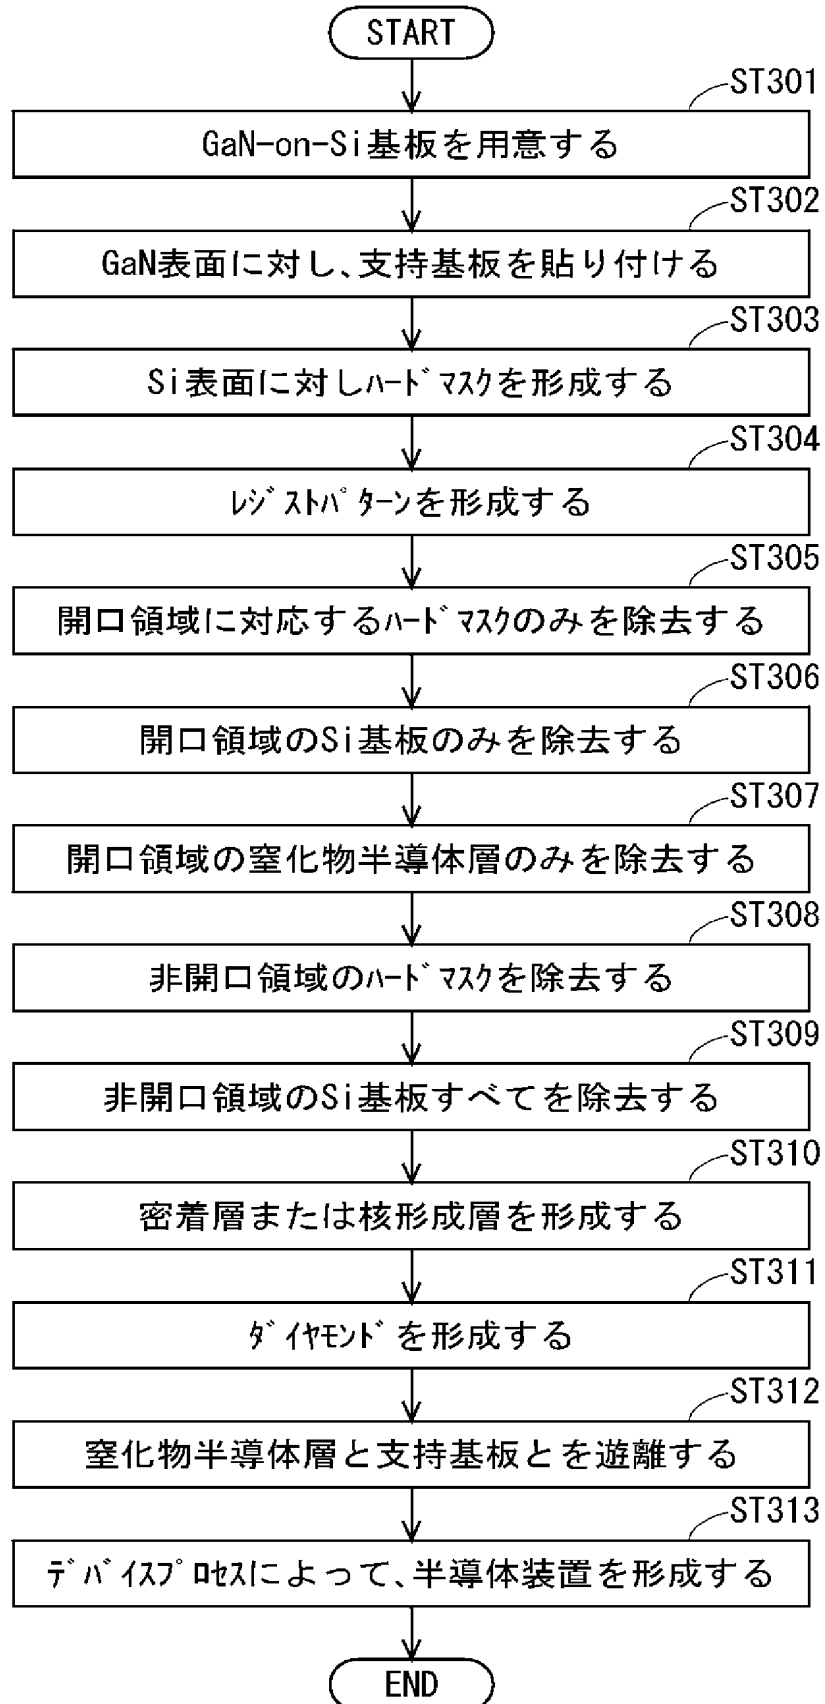 START
ST301
GaN-on-Si基板を用意する
ST302
GaN表面に対し、支持基板を貼り付ける
ST303
Si表面に対しﾊｰﾄﾞﾏｽｸを形成する
ST304
ﾚｼﾞｽﾄﾊﾟﾀｰﾝを形成する
ST305
開口領域に対応するﾊｰﾄﾞﾏｽｸのみを除去する
ST306
開口領域のSi基板のみを除去する
ST307
開口領域の窒化物半導体層のみを除去する
ST308
非開口領域のﾊｰﾄﾞﾏｽｸを除去する
ST309
非開口領域のSi基板すべてを除去する
ST310
密着層または核形成層を形成する
ST311
ﾀﾞｲﾔﾓﾝﾄﾞを形成する
ST312
窒化物半導体層と支持基板とを遊離する
ST313
ﾃﾞﾊﾞｲｽﾌﾟﾛｾｽによって、半導体装置を形成する
END